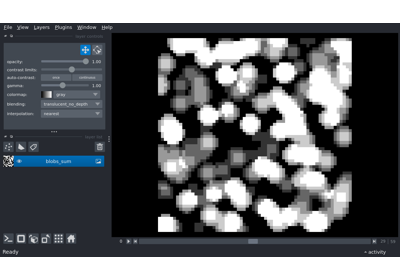 File View Layers Plugins Window Help
opacity: 1.00
contrast limits:
auto-contrast: once continuous
gamma: 1.00
colormap: gray
blending: translucent_no_depth
interpolation: nearest
blobs_sum
Ready
activity